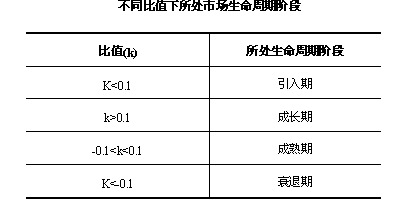 不同比值下所处市场生命周期阶段
比值(k) 所处生命周期阶段
K<0.1 引入期
k>0.1 成长期
-0.1<k<0.1 成熟期
K<-0.1 衰退期